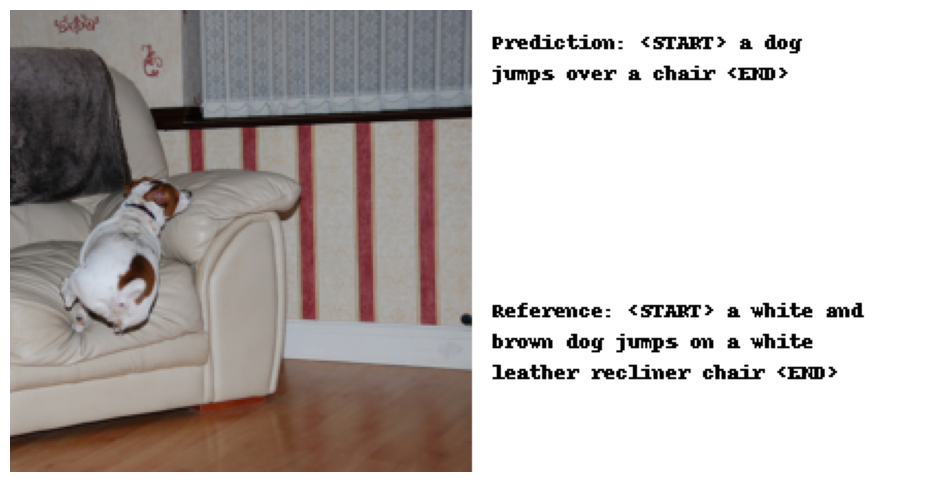 Prediction: <START> a dog
jumps over a chair <END>
Reference: <START> a white and
brown dog jumps on a white
leather recliner chair <END>